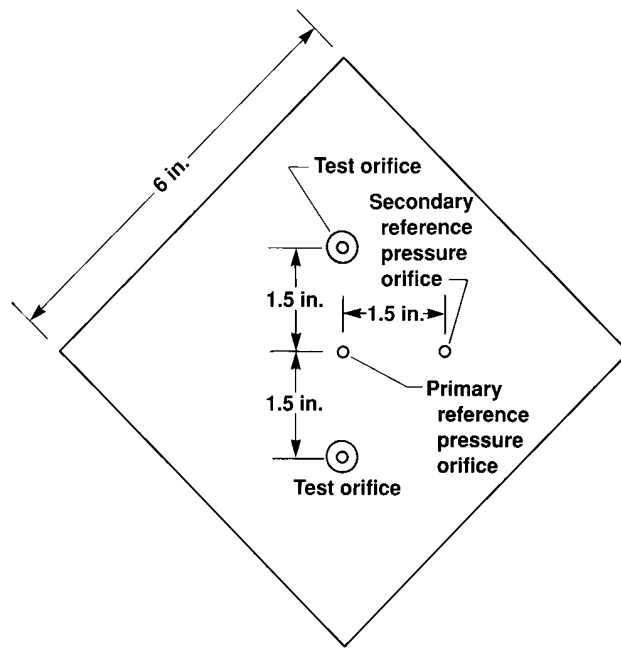 6 in.
Test orifice
Secondary
reference
pressure
orifice
1.5 in.
1.5 in.
1.5 in.
Primary
reference
pressure
orifice
Test orifice